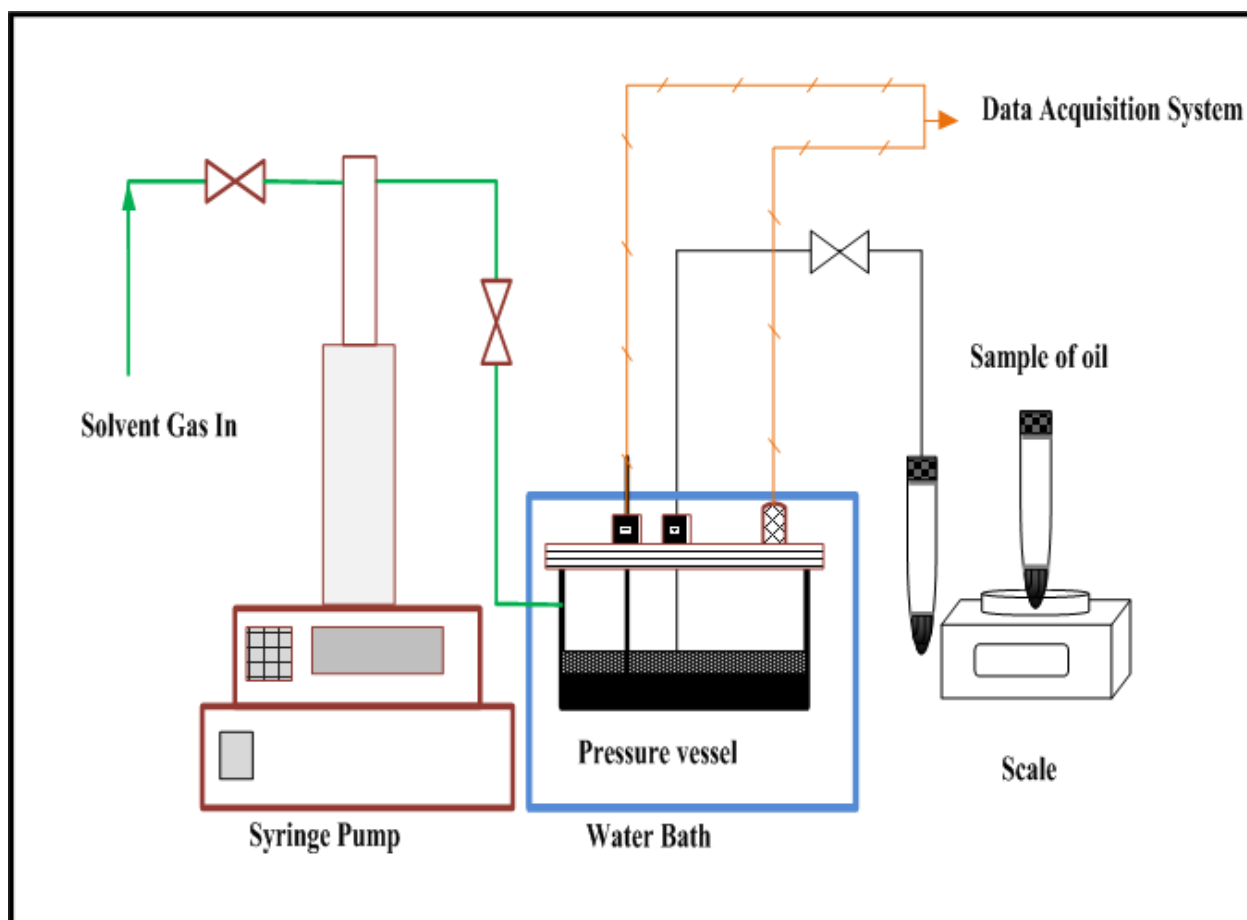 Data Acquisition System
Sample of oil
Solvent Gas In
Pressure vessel
Scale
Syringe Pump
Water Bath